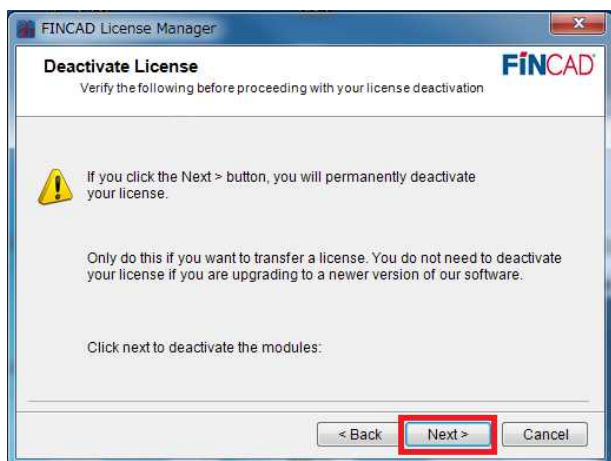 FINCAD License Manager
Deactivate License
FINCAD
Verify the following before proceeding with your license deactivation
If you click the Next > button, you will permanently deactivate
your license.
Only do this if you want to transfer a license. You do not need to deactivate
your license if you are upgrading to a newer version of our software.
Click next to deactivate the modules:
< Back
Next >
Cancel